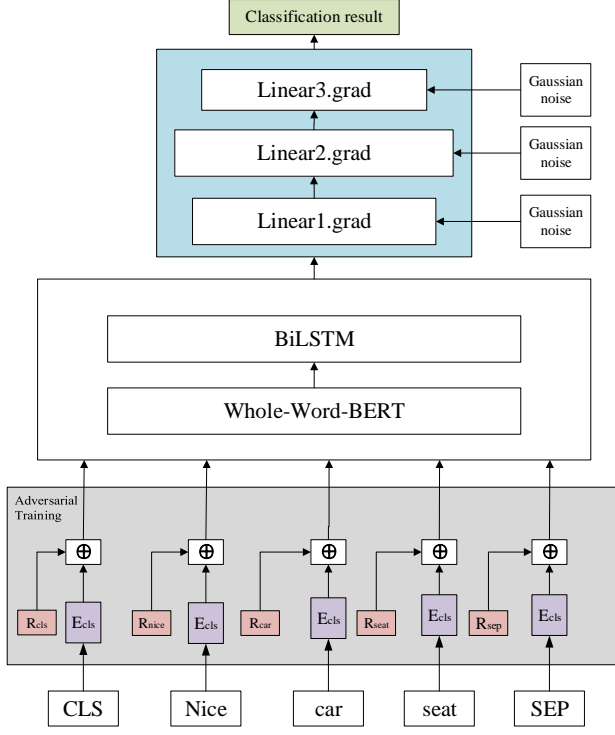 Classification result
Linear3.grad
Gaussian
noise
Linear2.grad
Gaussian
noise
Linear1.grad
Gaussian
noise
BiLSTM
Whole-Word-BERT
Adversarial
Training
⊕ ⊕ ⊕ ⊕ ⊕
Rcls Ecls Rnice Ecls Rcar Ecls Rseat Ecls Rsep Ecls
CLS Nice car seat SEP